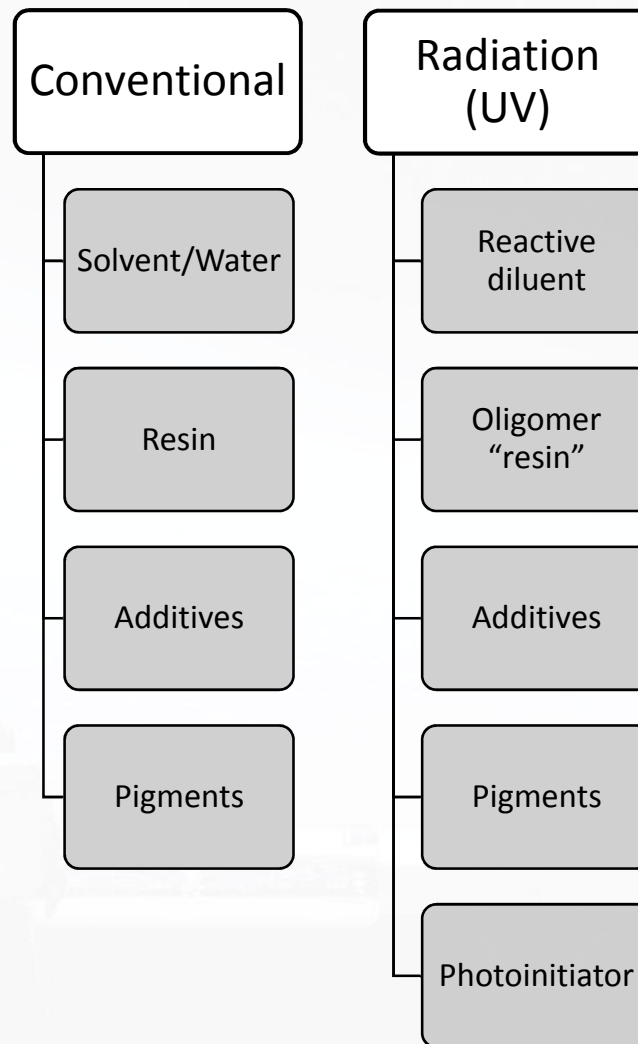 Conventional
Solvent/Water
Resin
Additives
Pigments
Radiation
(UV)
Reactive
diluent
Oligomer
“resin”
Additives
Pigments
Photoinitiator